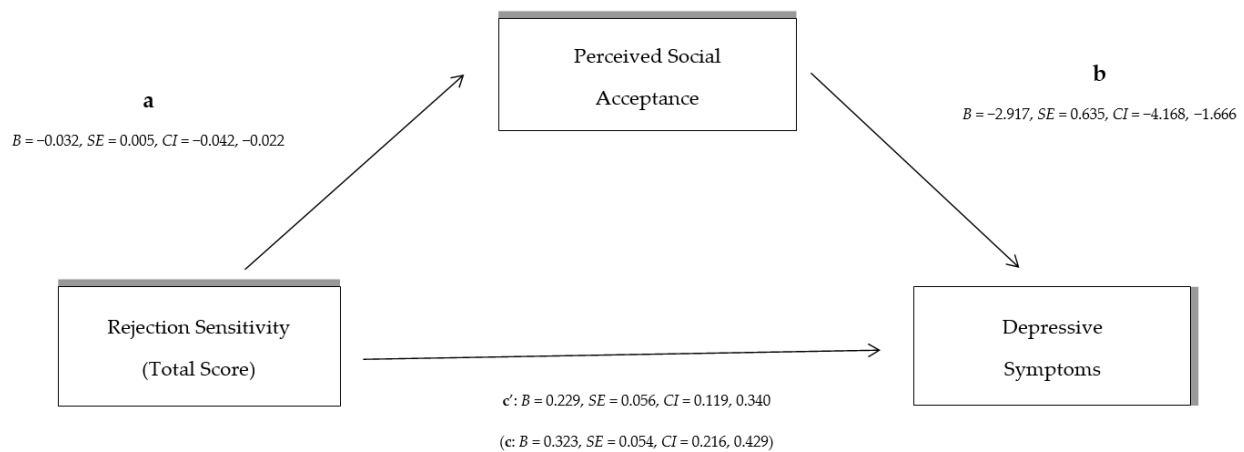 Perceived Social
Acceptance
a
B = −0.032, SE = 0.005, CI = −0.042, −0.022
b
B = −2.917, SE = 0.635, CI = −4.168, −1.666
Rejection Sensitivity
(Total Score)
Depressive
Symptoms
c′: B = 0.229, SE = 0.056, CI = 0.119, 0.340
(c: B = 0.323, SE = 0.054, CI = 0.216, 0.429)